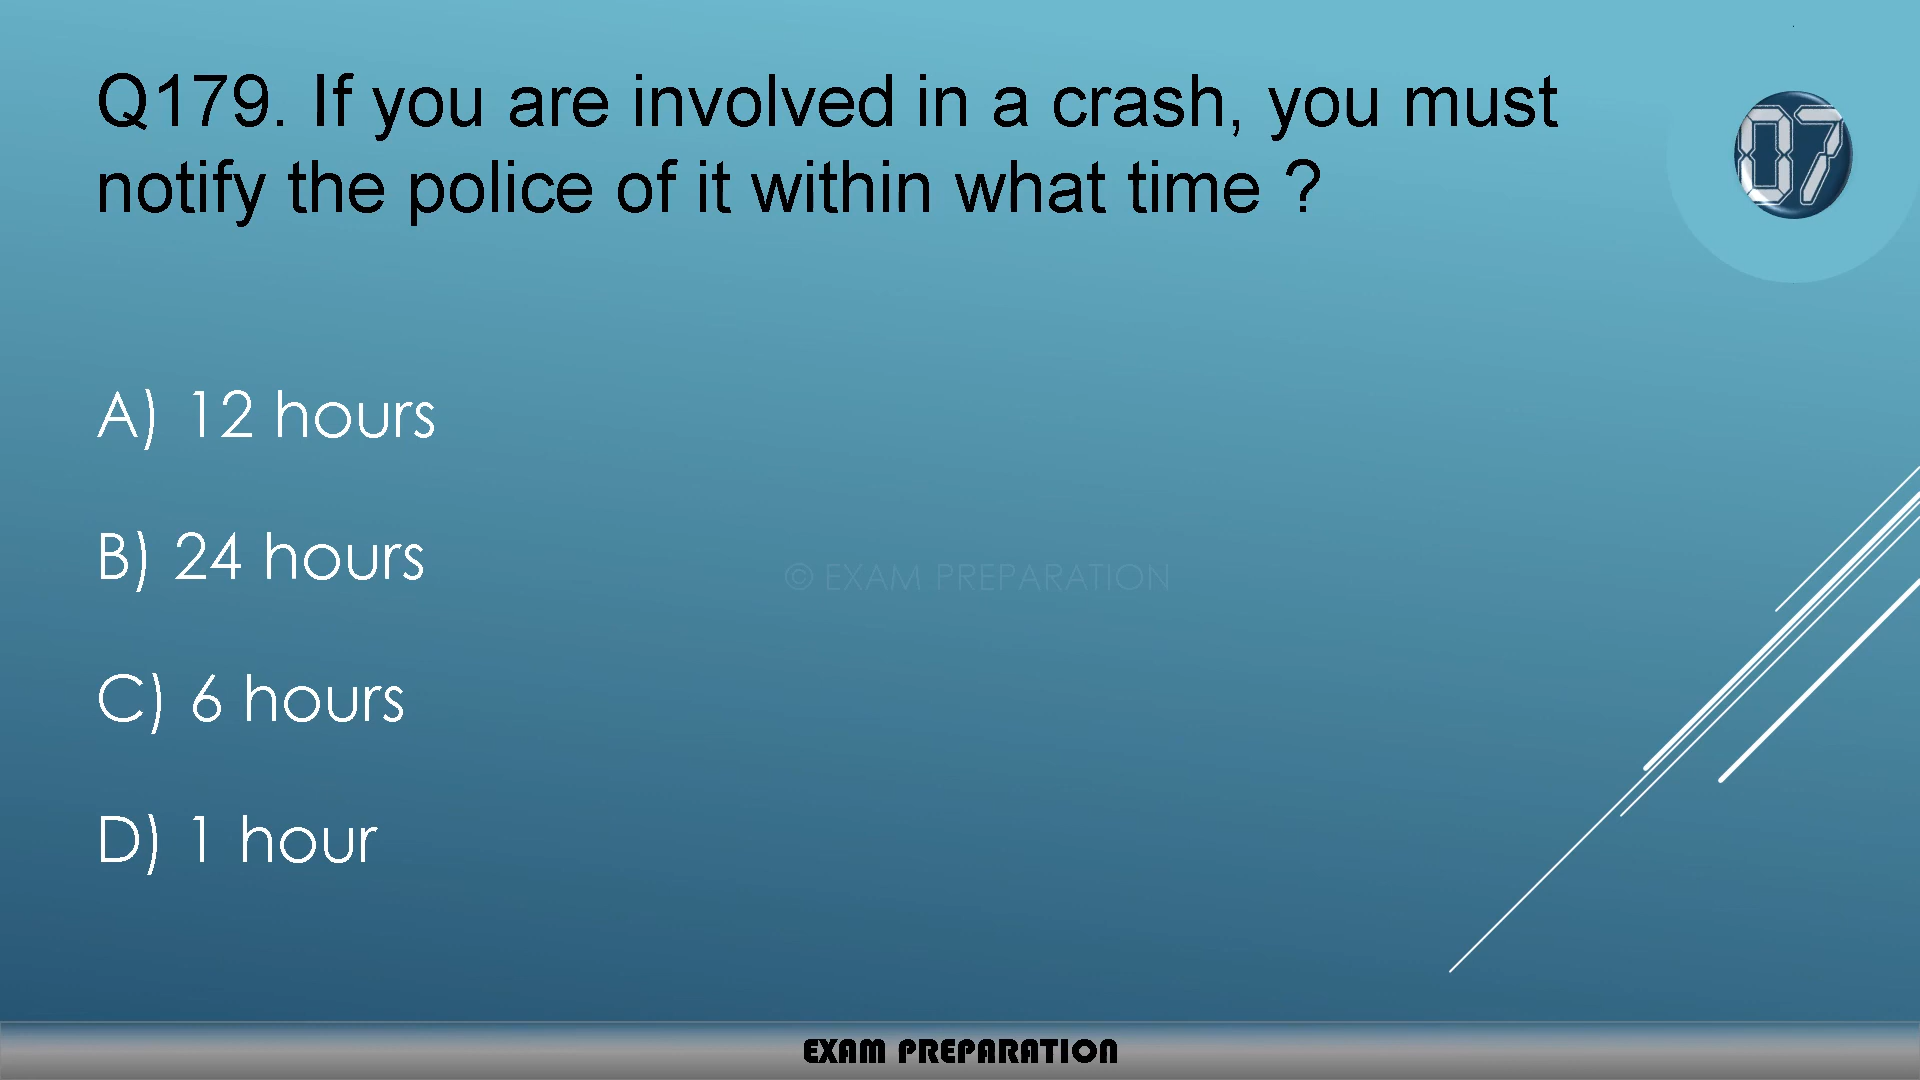 Q179. If you are involved in a crash, you must
notify the police of it within what time ?
07
A) 12 hours
B) 24 hours
© EXAM PREPARATION
C) 6 hours
D) 1 hour
EXAM PREPARATION